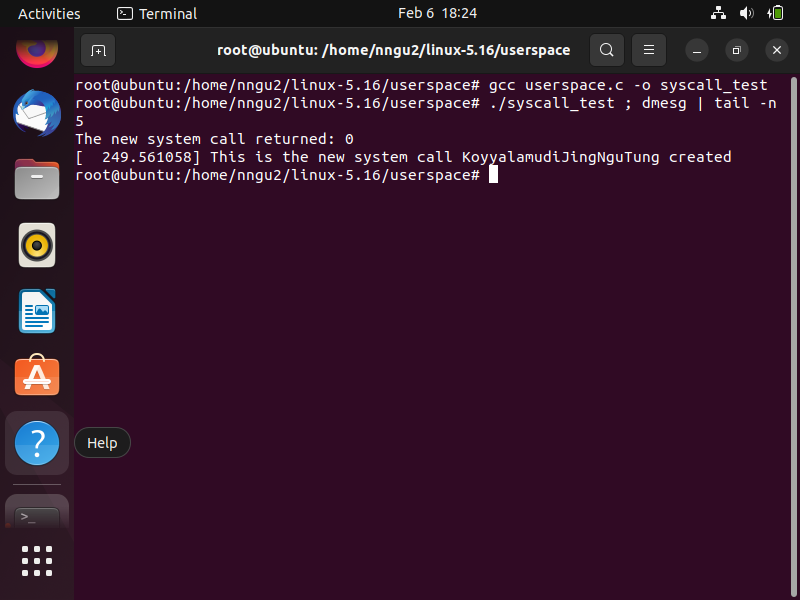 Activities Terminal Feb 6 18:24
root@ubuntu: /home/nngu2/linux-5.16/userspace
root@ubuntu:/home/nngu2/linux-5.16/userspace# gcc userspace.c -o syscall_test
root@ubuntu:/home/nngu2/linux-5.16/userspace# ./syscall_test ; dmesg | tail -n
5
The new system call returned: 0
[  249.561058] This is the new system call KoyyalamudiJingNguTung created
root@ubuntu:/home/nngu2/linux-5.16/userspace#
Help